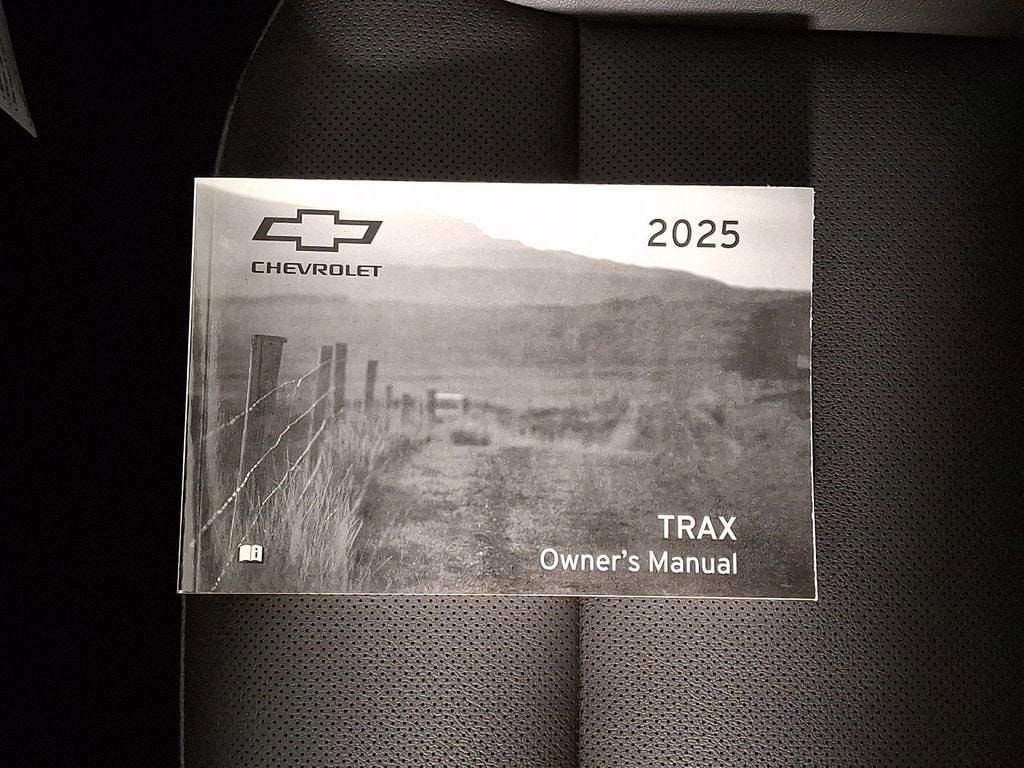 CHEVROLET
2025
TRAX
Owner's Manual